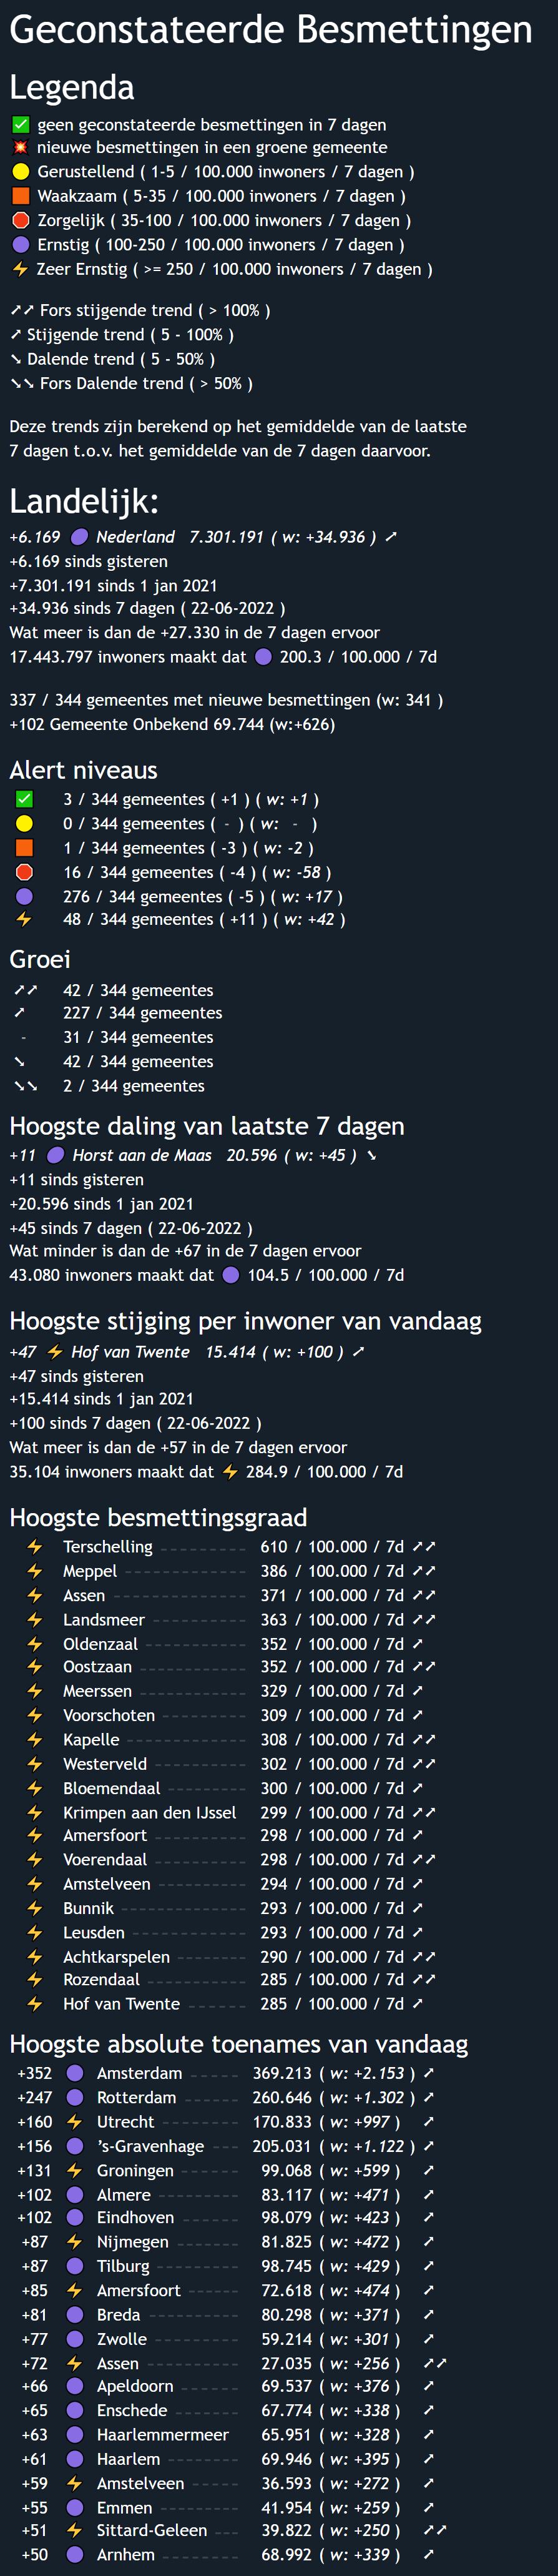 Geconstateerde Besmettingen
Legenda
✅ geen geconstateerde besmettingen in 7 dagen
💥 nieuwe besmettingen in een groene gemeente
🟡 Gerustellend ( 1-5 / 100.000 inwoners / 7 dagen )
🟧 Waakzaam ( 5-35 / 100.000 inwoners / 7 dagen )
🛑 Zorgelijk ( 35-100 / 100.000 inwoners / 7 dagen )
🟣 Ernstig ( 100-250 / 100.000 inwoners / 7 dagen )
⚡ Zeer Ernstig ( >= 250 / 100.000 inwoners / 7 dagen )
➚➚ Fors stijgende trend ( > 100% )
➚ Stijgende trend ( 5 - 100% )
➘ Dalende trend ( 5 - 50% )
➘➘ Fors Dalende trend ( > 50% )
Deze trends zijn berekend op het gemiddelde van de laatste
7 dagen t.o.v. het gemiddelde van de 7 dagen daarvoor.
Landelijk:
+6.169 🟣 Nederland 7.301.191 ( w: +34.936 ) ➚
+6.169 sinds gisteren
+7.301.191 sinds 1 jan 2021
+34.936 sinds 7 dagen ( 22-06-2022 )
Wat meer is dan de +27.330 in de 7 dagen ervoor
17.443.797 inwoners maakt dat 🟣 200.3 / 100.000 / 7d
337 / 344 gemeentes met nieuwe besmettingen (w: 341 )
+102 Gemeente Onbekend 69.744 (w:+626)
Alert niveaus
✅ 3 / 344 gemeentes ( +1 ) ( w: +1 )
🟡 0 / 344 gemeentes ( - ) ( w: - )
🟧 1 / 344 gemeentes ( -3 ) ( w: -2 )
🛑 16 / 344 gemeentes ( -4 ) ( w: -58 )
🟣 276 / 344 gemeentes ( -5 ) ( w: +17 )
⚡ 48 / 344 gemeentes ( +11 ) ( w: +42 )
Groei
➚➚ 42 / 344 gemeentes
➚ 227 / 344 gemeentes
- 31 / 344 gemeentes
➘ 42 / 344 gemeentes
➘➘ 2 / 344 gemeentes
Hoogste daling van laatste 7 dagen
+11 🟣 Horst aan de Maas 20.596 ( w: +45 ) ➘
+11 sinds gisteren
+20.596 sinds 1 jan 2021
+45 sinds 7 dagen ( 22-06-2022 )
Wat minder is dan de +67 in de 7 dagen ervoor
43.080 inwoners maakt dat 🟣 104.5 / 100.000 / 7d
Hoogste stijging per inwoner van vandaag
+47 ⚡ Hof van Twente 15.414 ( w: +100 ) ➚
+47 sinds gisteren
+15.414 sinds 1 jan 2021
+100 sinds 7 dagen ( 22-06-2022 )
Wat meer is dan de +57 in de 7 dagen ervoor
35.104 inwoners maakt dat ⚡ 284.9 / 100.000 / 7d
Hoogste besmettingsgraad
⚡ Terschelling 610 / 100.000 / 7d ➚➚
⚡ Meppel 386 / 100.000 / 7d ➚➚
⚡ Assen 371 / 100.000 / 7d ➚➚
⚡ Landsmeer 363 / 100.000 / 7d ➚➚
⚡ Oldenzaal 352 / 100.000 / 7d ➚
⚡ Oostzaan 352 / 100.000 / 7d ➚➚
⚡ Meerssen 329 / 100.000 / 7d ➚
⚡ Voorschoten 309 / 100.000 / 7d ➚
⚡ Kapelle 308 / 100.000 / 7d ➚➚
⚡ Westerveld 302 / 100.000 / 7d ➚➚
⚡ Bloemendaal 300 / 100.000 / 7d ➚
⚡ Krimpen aan den IJssel 299 / 100.000 / 7d ➚➚
⚡ Amersfoort 298 / 100.000 / 7d ➚
⚡ Voerendaal 298 / 100.000 / 7d ➚➚
⚡ Amstelveen 294 / 100.000 / 7d ➚
⚡ Bunnik 293 / 100.000 / 7d ➚
⚡ Leusden 293 / 100.000 / 7d ➚
⚡ Achtkarspelen 290 / 100.000 / 7d ➚➚
⚡ Rozendaal 285 / 100.000 / 7d ➚➚
⚡ Hof van Twente 285 / 100.000 / 7d ➚
Hoogste absolute toenames van vandaag
+352 🟣 Amsterdam 369.213 ( w: +2.153 ) ➚
+247 🟣 Rotterdam 260.646 ( w: +1.302 ) ➚
+160 ⚡ Utrecht 170.833 ( w: +997 ) ➚
+156 🟣 's-Gravenhage 205.031 ( w: +1.122 ) ➚
+131 ⚡ Groningen 99.068 ( w: +599 ) ➚
+102 🟣 Almere 83.117 ( w: +471 ) ➚
+102 🟣 Eindhoven 98.079 ( w: +423 ) ➚
+87 ⚡ Nijmegen 81.825 ( w: +472 ) ➚
+87 🟣 Tilburg 98.745 ( w: +429 ) ➚
+85 ⚡ Amersfoort 72.618 ( w: +474 ) ➚
+81 🟣 Breda 80.298 ( w: +371 ) ➚
+77 🟣 Zwolle 59.214 ( w: +301 ) ➚
+72 ⚡ Assen 27.035 ( w: +256 ) ➚➚
+66 🟣 Apeldoorn 69.537 ( w: +376 ) ➚
+65 🟣 Enschede 67.774 ( w: +338 ) ➚
+63 🟣 Haarlemmermeer 65.951 ( w: +328 ) ➚
+61 🟣 Haarlem 69.946 ( w: +395 ) ➚
+59 ⚡ Amstelveen 36.593 ( w: +272 ) ➚
+55 🟣 Emmen 41.954 ( w: +259 ) ➚
+51 ⚡ Sittard-Geleen 39.822 ( w: +250 ) ➚➚
+50 🟣 Arnhem 68.992 ( w: +339 ) ➚